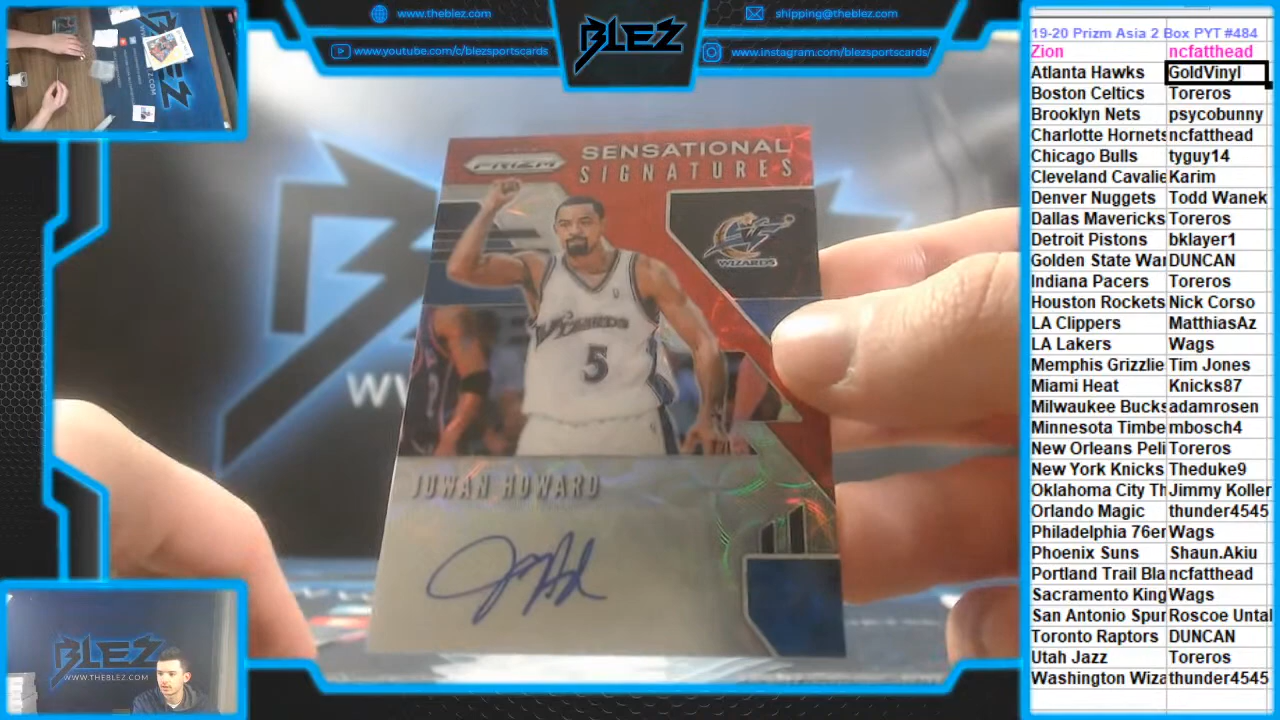 www.theblez.com
www.youtube.com/c/blezsportscards
BLEZ
shipping@theblez.com
www.instagram.com/blezsportscards/
PRIZM
SENSATIONAL
SIGNATURES
WIZARDS
WIZARDS
5
JUWAN HOWARD
BLEZ
WWW.THEBLEZ.COM
19-20 Prizm Asia 2 Box PYT #484
Zion ncfatthead
Atlanta Hawks GoldVinyl
Boston Celtics Toreros
Brooklyn Nets psycobunny
Charlotte Hornets ncfatthead
Chicago Bulls tyguy14
Cleveland Cavalie Karim
Denver Nuggets Todd Wanek
Dallas Mavericks Toreros
Detroit Pistons bklayer1
Golden State War DUNCAN
Indiana Pacers Toreros
Houston Rockets Nick Corso
LA Clippers MatthiasAz
LA Lakers Wags
Memphis Grizzlie Tim Jones
Miami Heat Knicks87
Milwaukee Bucks adamrosen
Minnesota Timbe mbosch4
New Orleans Peli Toreros
New York Knicks Theduke9
Oklahoma City Th Jimmy Koller
Orlando Magic thunder4545
Philadelphia 76er Wags
Phoenix Suns Shaun.Akiu
Portland Trail Bla ncfatthead
Sacramento King Wags
San Antonio Spur Roscoe Untal
Toronto Raptors DUNCAN
Utah Jazz Toreros
Washington Wiza thunder4545